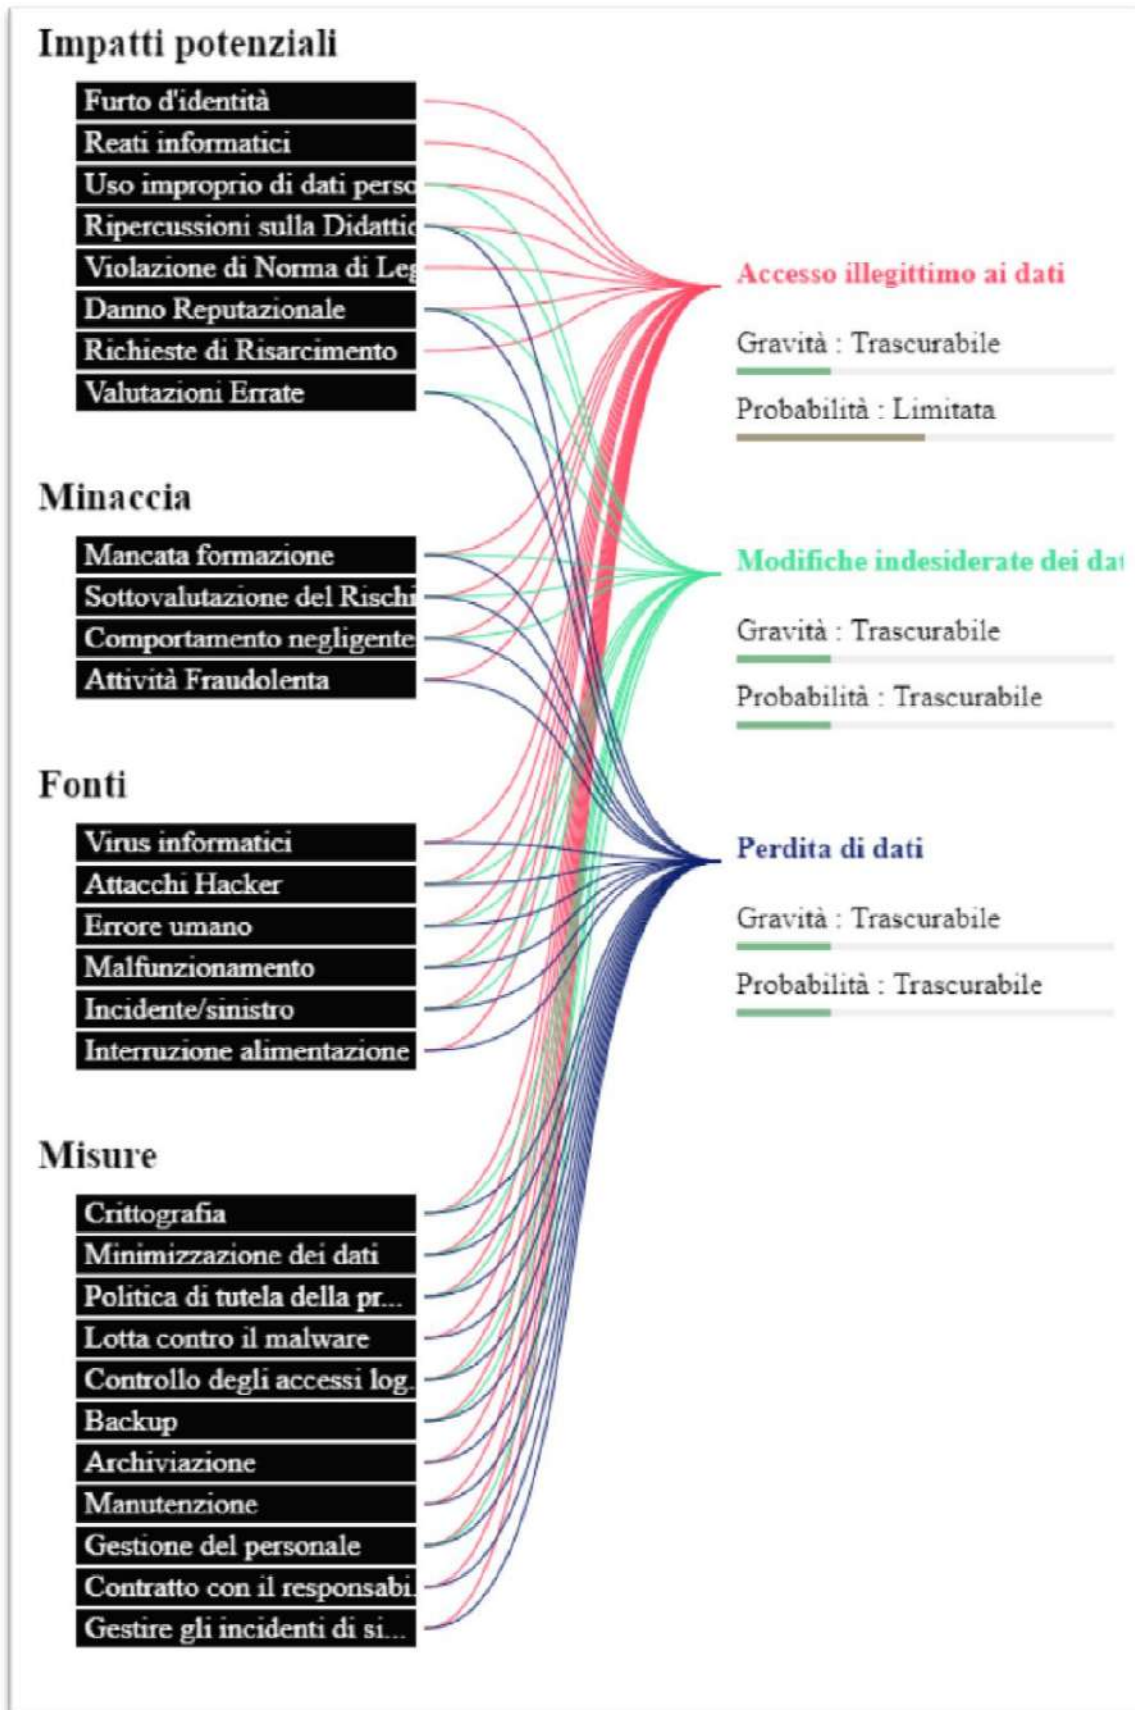 Impatti potenziali
Furto d'identità
Reati informatici
Uso improprio di dati perso
Ripercussioni sulla Didattic
Violazione di Norma di Leg
Danno Reputazionale
Richieste di Risarcimento
Valutazioni Errate
Minaccia
Mancata formazione
Sottovalutazione del Rischi
Comportamento negligente
Attività Fraudolenta
Fonti
Virus informatici
Attacchi Hacker
Errore umano
Malfunzionamento
Incidente/sinistro
Interruzione alimentazione
Misure
Crittografia
Minimizzazione dei dati
Politica di tutela della pr...
Lotta contro il malware
Controllo degli accessi log.
Backup
Archiviazione
Manutenzione
Gestione del personale
Contratto con il responsabi.
Gestire gli incidenti di si...
Accesso illegittimo ai dati
Gravità : Trascurabile
Probabilità : Limitata
Modifiche indesiderate dei dat
Gravità : Trascurabile
Probabilità : Trascurabile
Perdita di dati
Gravità : Trascurabile
Probabilità : Trascurabile